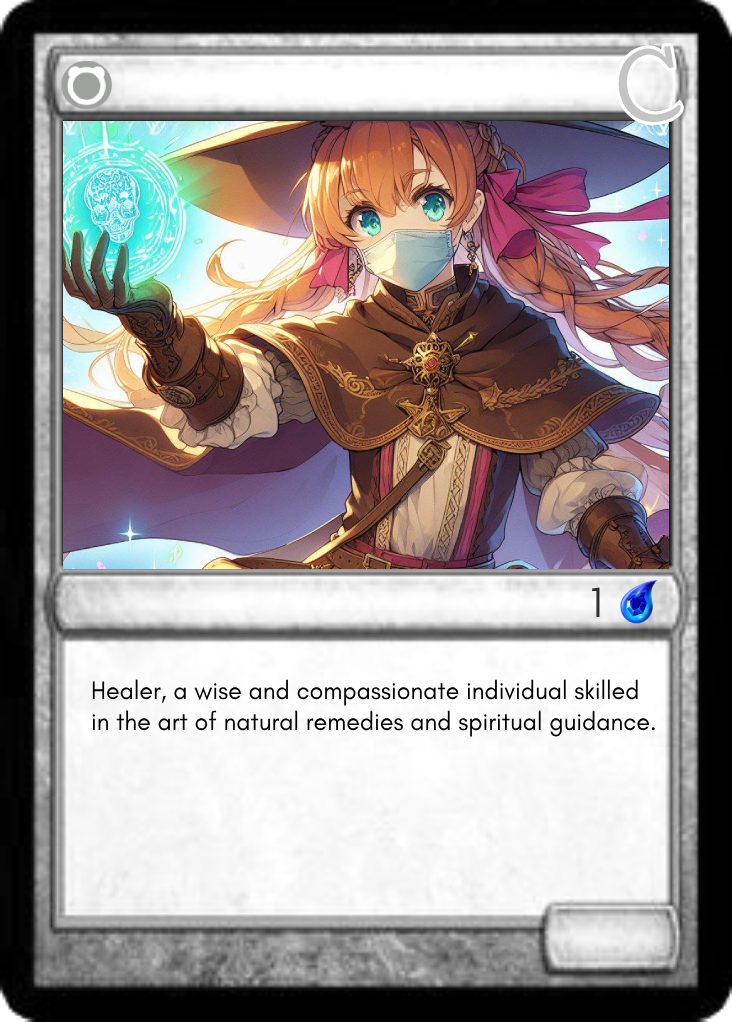 C
1
Healer, a wise and compassionate individual skilled
in the art of natural remedies and spiritual guidance.